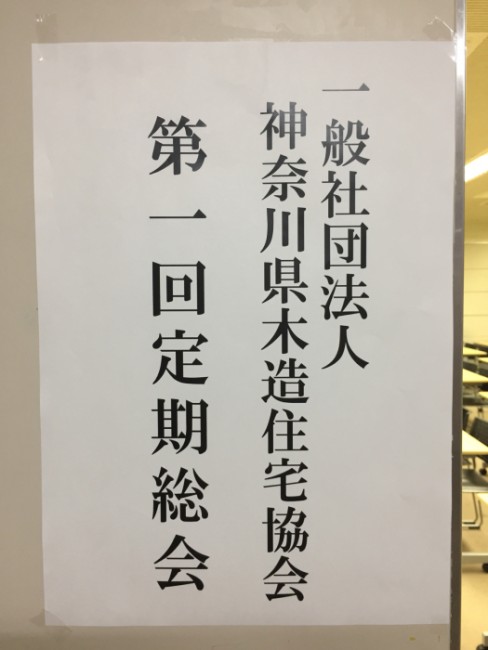 一般社団法人
神奈川県木造住宅協会
第一回定期総会